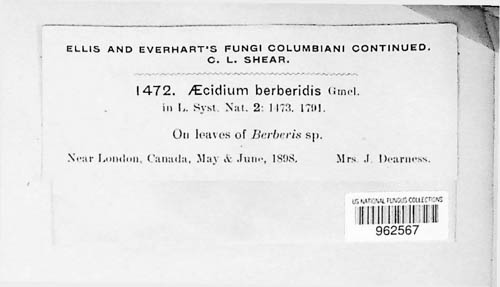 ELLIS AND EVERHART'S FUNGI COLUMBIANI CONTINUED.
C. L. SHEAR.
1472. Æcidium berberidis Gmel.
in L. Syst. Nat. 2: 1473. 1791.
On leaves of Berberis sp.
Near London, Canada, May & June, 1898. Mrs. J. Dearness.
US NATIONAL FUNGUS COLLECTIONS
962567